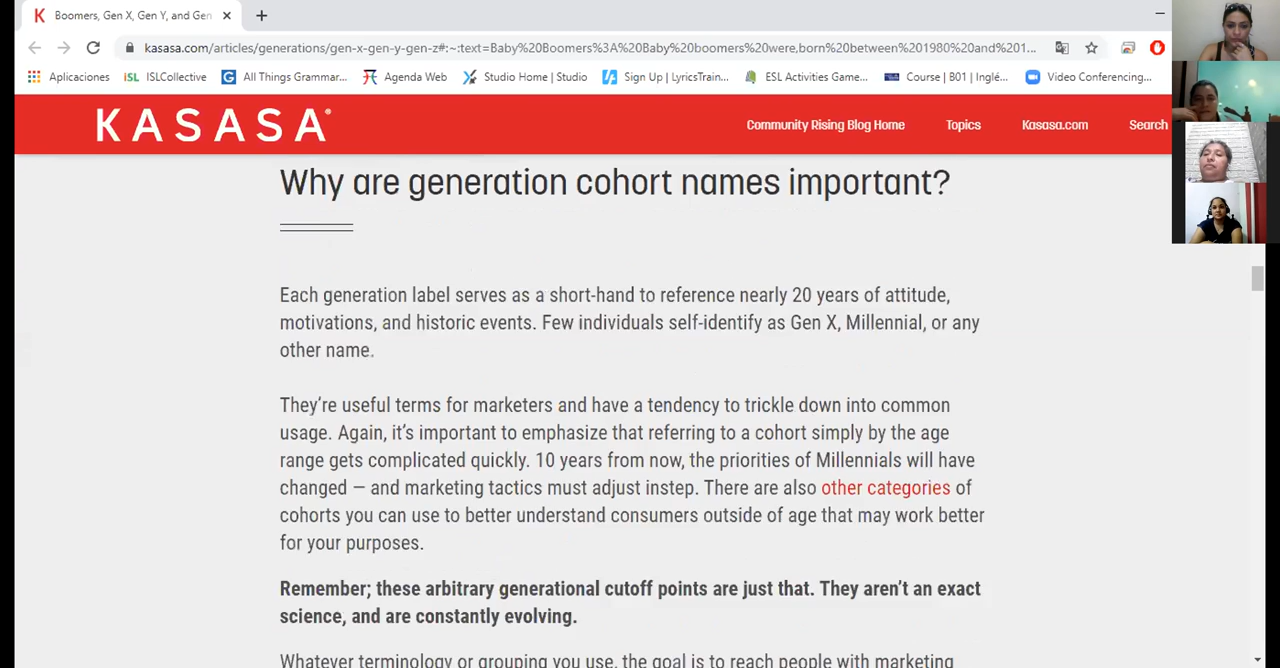 Boomers, Gen X, Gen Y, and Gen
kasasa.com/articles/generations/gen-x-gen-y-gen-z#:~:text=Baby%20Boomers%3A%20Baby%20boomers%20were,born%20between%201980%20and%201...
Aplicaciones iSL ISLCollective G All Things Grammar... Agenda Web Studio Home | Studio Sign Up | LyricsTrain... ESL Activities Game... Course | B01 | Inglé... Video Conferencing...
KASASA®
Community Rising Blog Home Topics Kasasa.com Search
Why are generation cohort names important?
Each generation label serves as a short-hand to reference nearly 20 years of attitude,
motivations, and historic events. Few individuals self-identify as Gen X, Millennial, or any
other name.
They're useful terms for marketers and have a tendency to trickle down into common
usage. Again, it's important to emphasize that referring to a cohort simply by the age
range gets complicated quickly. 10 years from now, the priorities of Millennials will have
changed — and marketing tactics must adjust instep. There are also other categories of
cohorts you can use to better understand consumers outside of age that may work better
for your purposes.
Remember; these arbitrary generational cutoff points are just that. They aren't an exact
science, and are constantly evolving.
Whatever terminology or grouping you use, the goal is to reach people with marketing